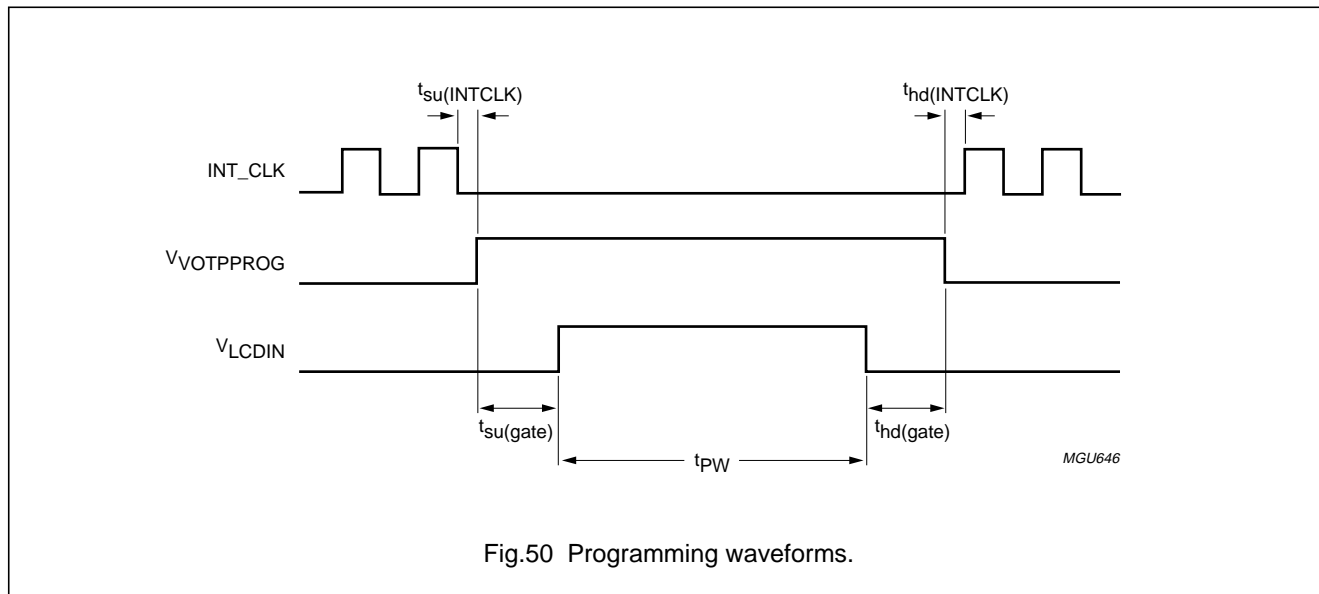 tsu(INTCLK)
thd(INTCLK)
INT_CLK
VVOTPPROG
VLCDIN
tsu(gate)
thd(gate)
tPW
MGU646
Fig.50 Programming waveforms.